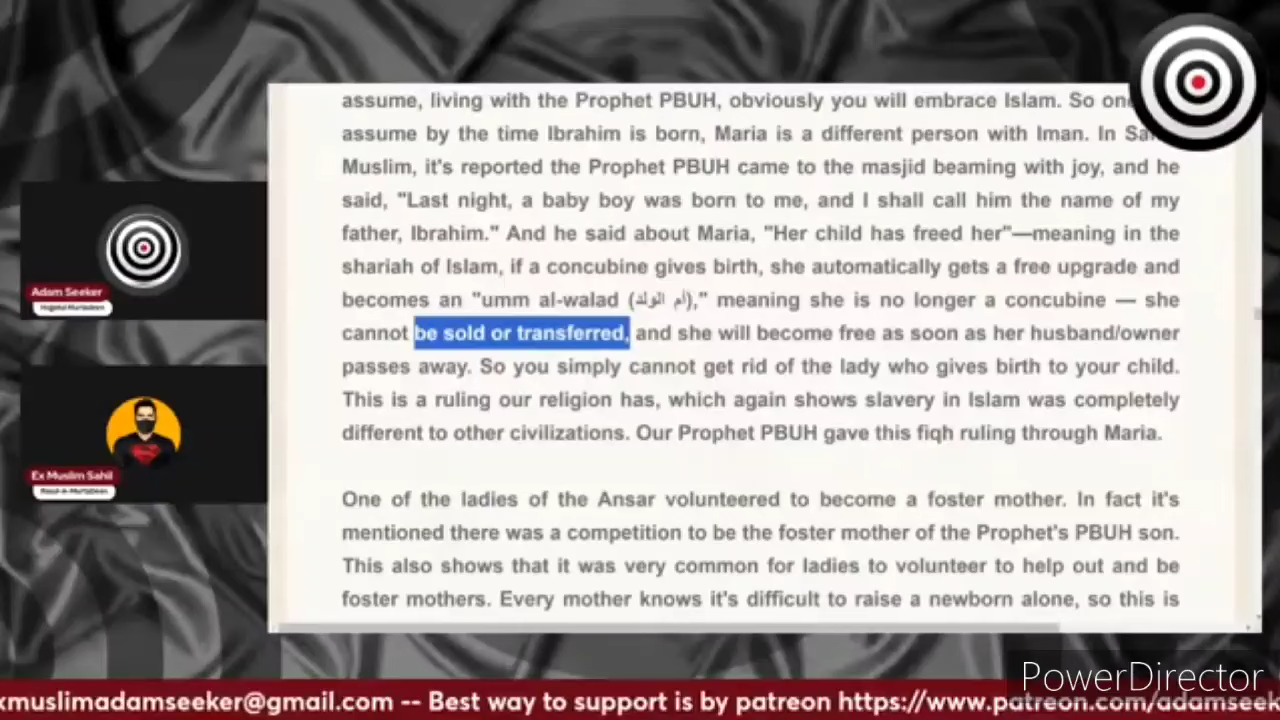 assume, living with the Prophet PBUH, obviously you will embrace Islam. So one
assume by the time Ibrahim is born, Maria is a different person with Iman. In
Muslim, it's reported the Prophet PBUH came to the masjid beaming with joy, and he
said, "Last night, a baby boy was born to me, and I shall call him the name of my
father, Ibrahim." And he said about Maria, "Her child has freed her"—meaning in the
shariah of Islam, if a concubine gives birth, she automatically gets a free upgrade and
becomes an "umm al-walad (أم الولد)," meaning she is no longer a concubine — she
cannot be sold or transferred, and she will become free as soon as her husband/owner
passes away. So you simply cannot get rid of the lady who gives birth to your child.
This is a ruling our religion has, which again shows slavery in Islam was completely
different to other civilizations. Our Prophet PBUH gave this fiqh ruling through Maria.
One of the ladies of the Ansar volunteered to become a foster mother. In fact it's
mentioned there was a competition to be the foster mother of the Prophet's PBUH son.
This also shows that it was very common for ladies to volunteer to help out and be
foster mothers. Every mother knows it's difficult to raise a newborn alone, so this is
Adam Seeker
Ex Muslim Sahil
PowerDirector
xmuslimadamseeker@gmail.com -- Best way to support is by patreon https://www.patreon.com/adamseek